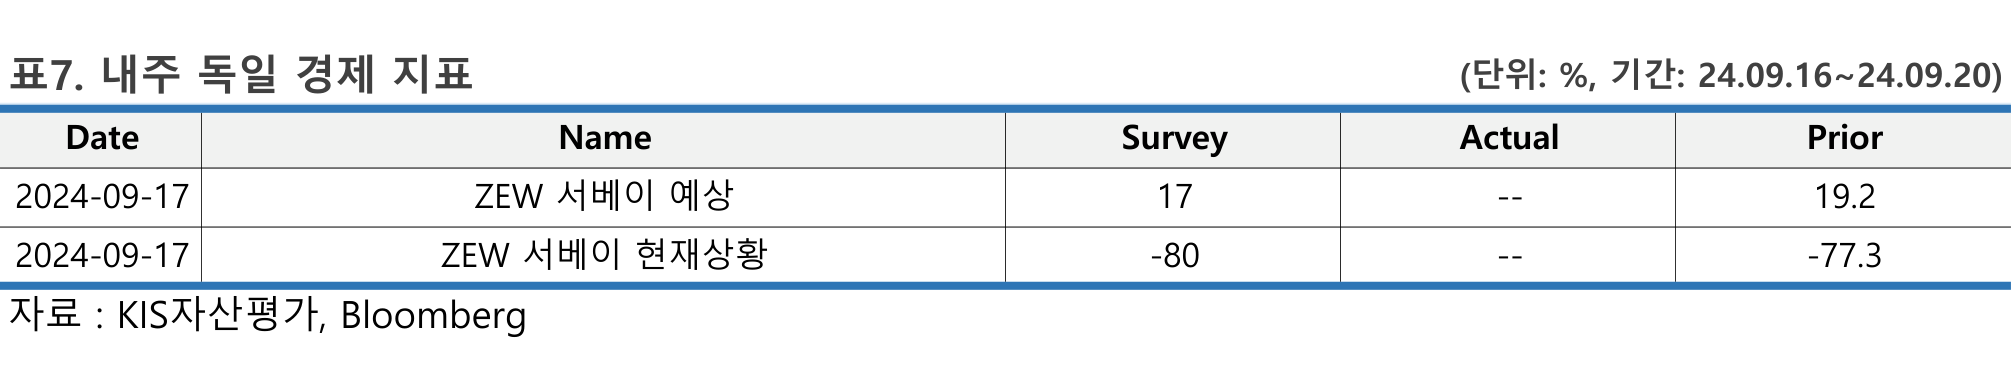 표7. 내주 독일 경제 지표 (단위: %, 기간: 24.09.16~24.09.20)
Date Name Survey Actual Prior
2024-09-17 ZEW 서베이 예상 17 -- 19.2
2024-09-17 ZEW 서베이 현재상황 -80 -- -77.3
자료 : KIS자산평가, Bloomberg